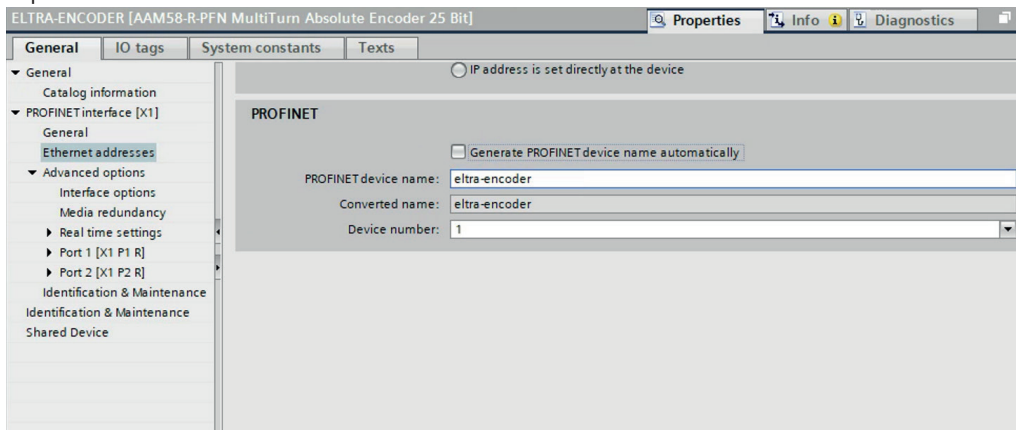 ELTRA-ENCODER [AAM58-R-PFN MultiTurn Absolute Encoder 25 Bit]
Properties
Info
Diagnostics
General
IO tags
System constants
Texts
General
Catalog information
PROFINET interface [X1]
General
Ethernet addresses
Advanced options
Interface options
Media redundancy
Real time settings
Port 1 [X1 P1 R]
Port 2 [X1 P2 R]
Identification & Maintenance
Identification & Maintenance
Shared Device
IP address is set directly at the device
PROFINET
Generate PROFINET device name automatically
PROFINET device name: eltra-encoder
Converted name: eltra-encoder
Device number: 1